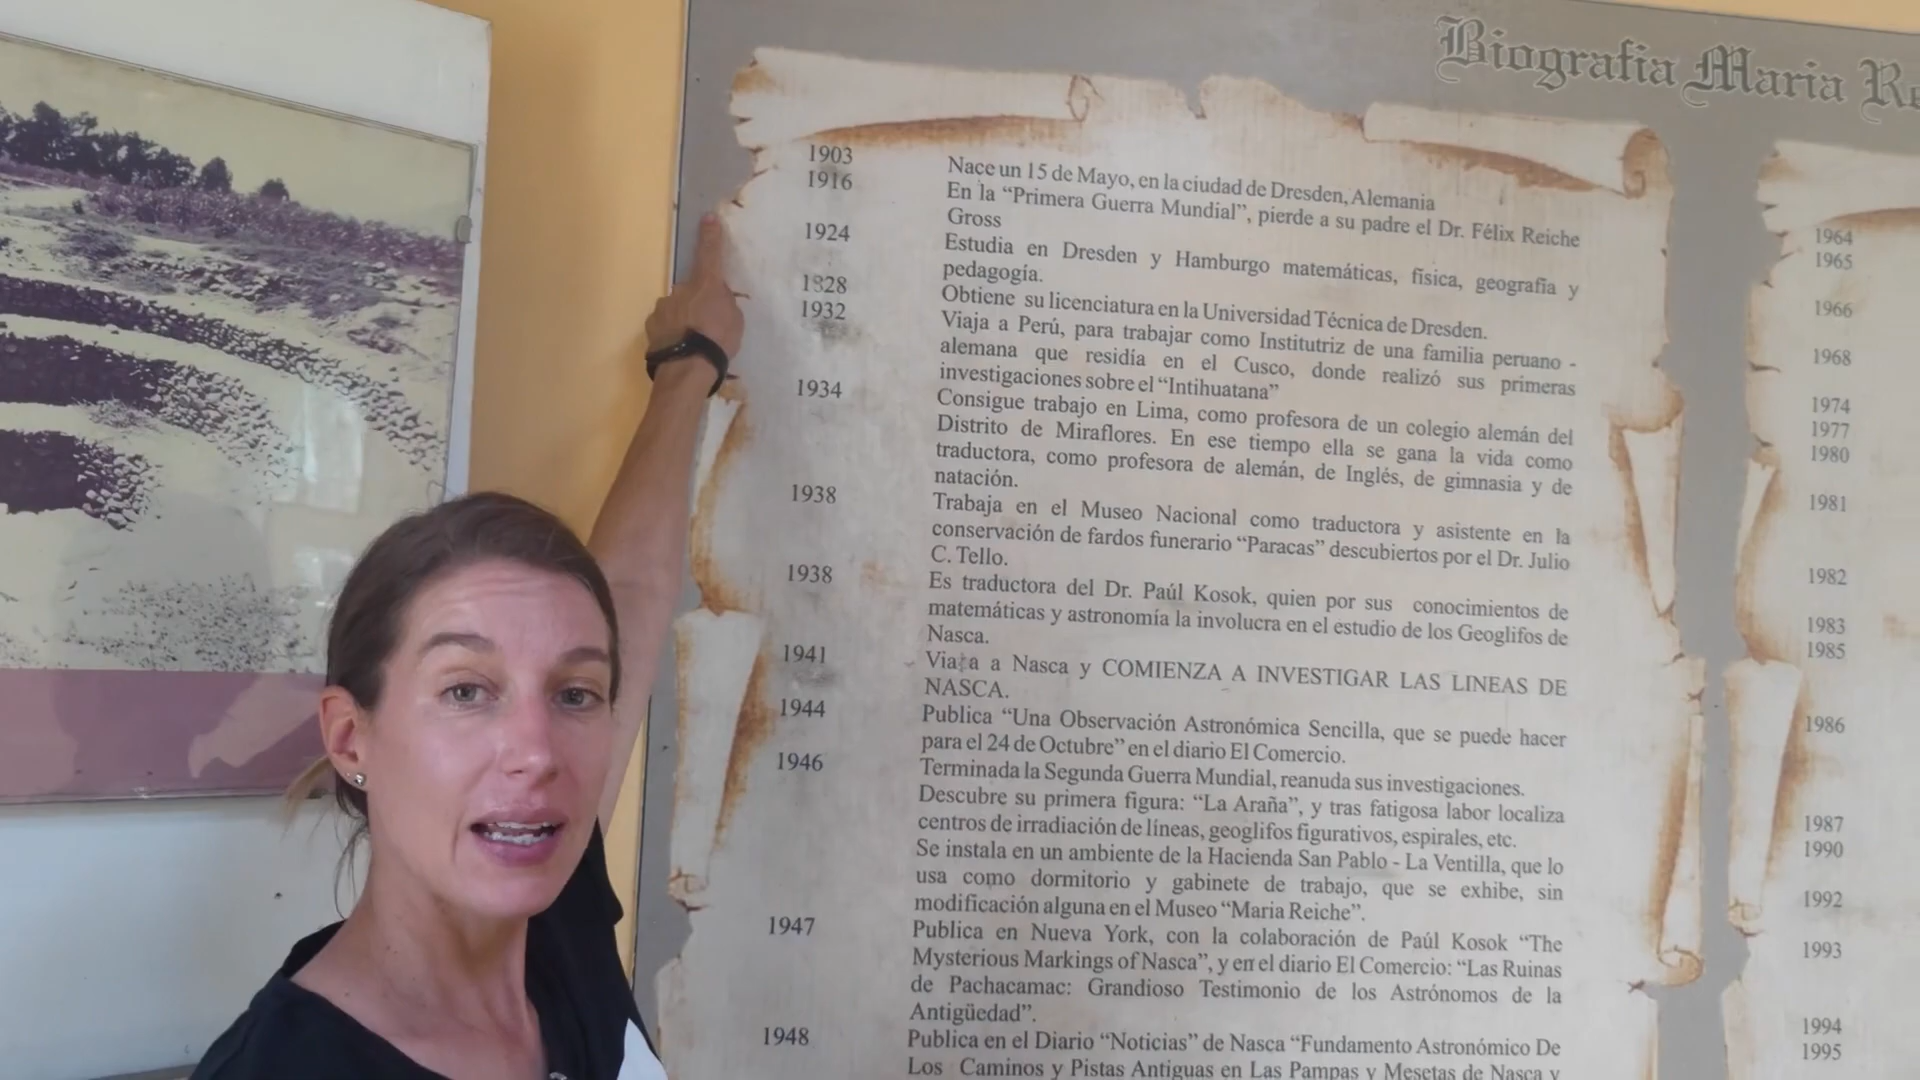 Biografia Maria Re
1903 Nace un 15 de Mayo, en la ciudad de Dresden, Alemania
1916 En la “Primera Guerra Mundial”, pierde a su padre el Dr. Félix Reiche
Gross
1924 Estudia en Dresden y Hamburgo matemáticas, física, geografía y
pedagogía.
1828 Obtiene su licenciatura en la Universidad Técnica de Dresden.
1932 Viaja a Perú, para trabajar como Institutriz de una familia peruano -
alemana que residía en el Cusco, donde realizó sus primeras
investigaciones sobre el “Intihuatana”
1934 Consigue trabajo en Lima, como profesora de un colegio alemán del
Distrito de Miraflores. En ese tiempo ella se gana la vida como
traductora, como profesora de alemán, de Inglés, de gimnasia y de
natación.
1938 Trabaja en el Museo Nacional como traductora y asistente en la
conservación de fardos funerario “Paracas” descubiertos por el Dr. Julio
C. Tello.
1938 Es traductora del Dr. Paúl Kosok, quien por sus conocimientos de
matemáticas y astronomía la involucra en el estudio de los Geoglifos de
Nasca.
1941 Viaja a Nasca y COMIENZA A INVESTIGAR LAS LINEAS DE
NASCA.
1944 Publica “Una Observación Astronómica Sencilla, que se puede hacer
para el 24 de Octubre” en el diario El Comercio.
1946 Terminada la Segunda Guerra Mundial, reanuda sus investigaciones.
Descubre su primera figura: “La Araña”, y tras fatigosa labor localiza
centros de irradiación de líneas, geoglifos figurativos, espirales, etc.
Se instala en un ambiente de la Hacienda San Pablo - La Ventilla, que lo
usa como dormitorio y gabinete de trabajo, que se exhibe, sin
modificación alguna en el Museo “Maria Reiche”.
1947 Publica en Nueva York, con la colaboración de Paúl Kosok “The
Mysterious Markings of Nasca”, y en el diario El Comercio: “Las Ruinas
de Pachacamac: Grandioso Testimonio de los Astrónomos de la
Antigüedad”.
1948 Publica en el Diario “Noticias” de Nasca “Fundamento Astronómico De
Los Caminos y Pistas Antiguas en Las Pampas y Mesetas de Nasca y
1964
1965
1966
1968
1974
1977
1980
1981
1982
1983
1985
1986
1987
1990
1992
1993
1994
1995